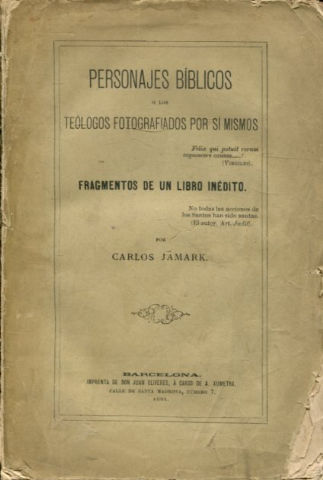 PERSONAJES BÍBLICOS
Ó LOS
TEÓLOGOS FOTOGRAFIADOS POR SÍ MISMOS
Felix qui potuit rerum
cognoscere causas.....!
(VIRGILIO).
FRAGMENTOS DE UN LIBRO INÉDITO.
No todas las acciones de
los Santos han sido santas.
(El autor, Art. Judit).
POR
CARLOS JAMARK.
BARCELONA.
IMPRENTA DE DON JUAN OLIVERES, Á CARGO DE A. XUMETRA.
CALLE DE SANTA MADRONA, NÚMERO 7.